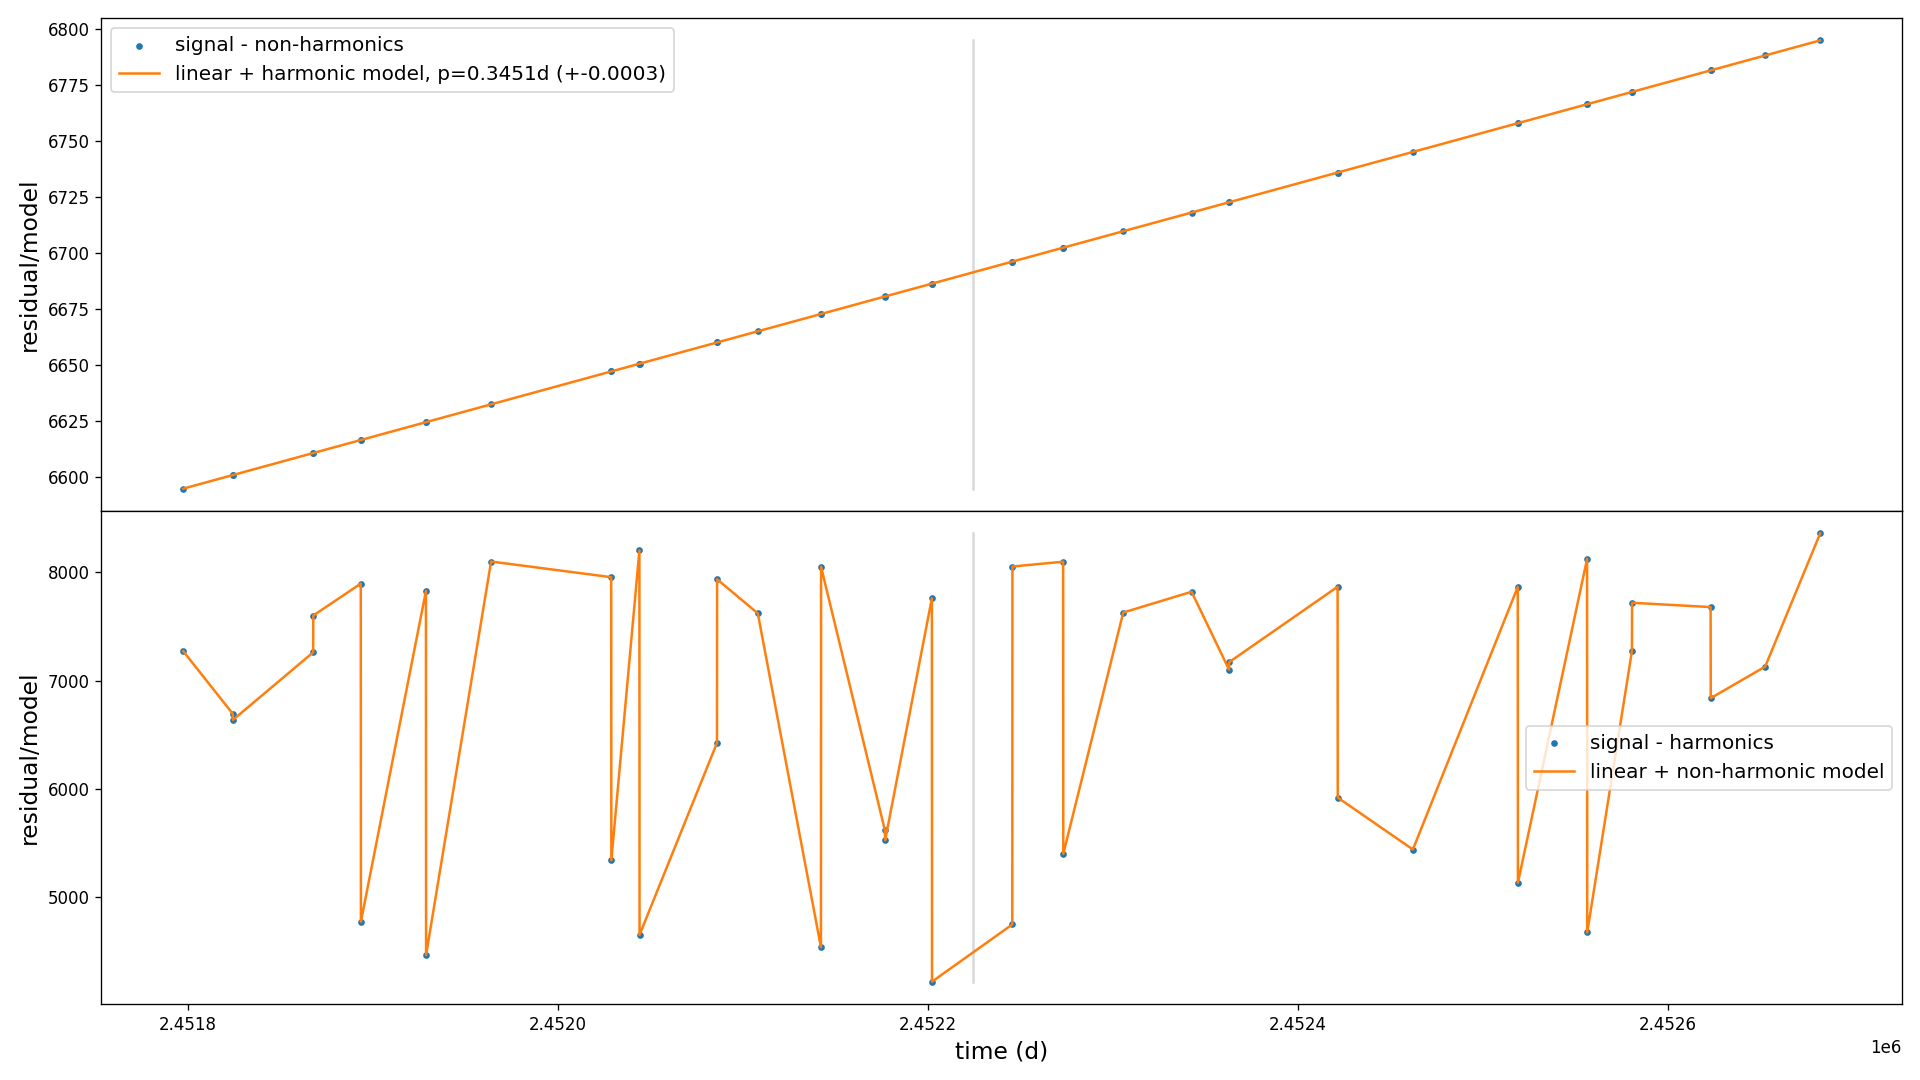 6800
6775
6750
6725
6700
6675
6650
6625
6600
residual/model
signal - non-harmonics
linear + harmonic model, p=0.3451d (+-0.0003)
8000
7000
6000
5000
residual/model
signal - harmonics
linear + non-harmonic model
2.4518 2.4520 2.4522 2.4524 2.4526
1e6
time (d)